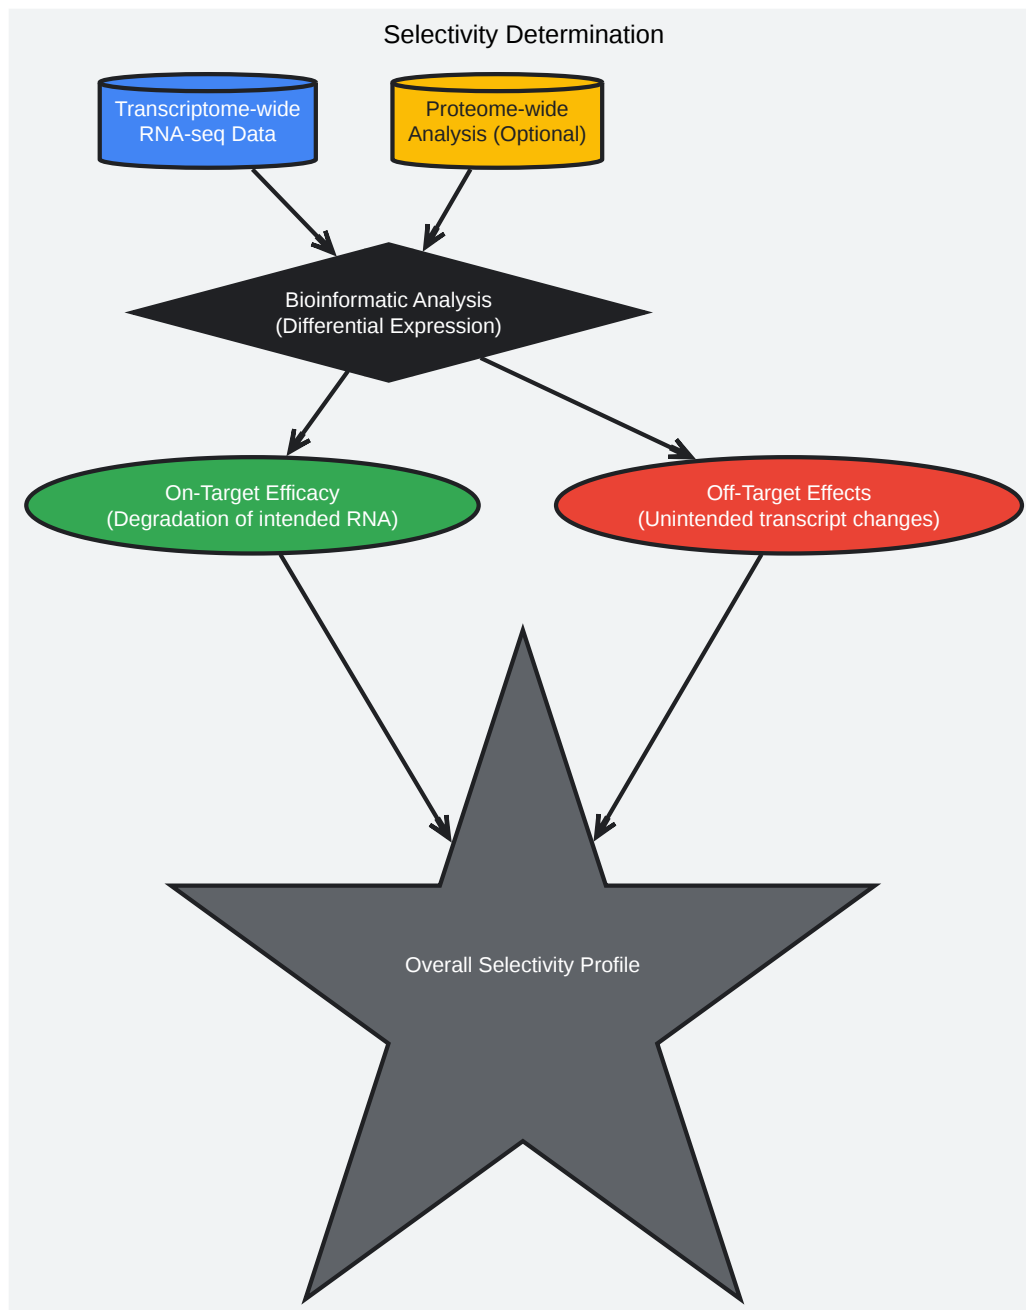 Selectivity Determination
Transcriptome-wide
RNA-seq Data
Proteome-wide
Analysis (Optional)
Bioinformatic Analysis
(Differential Expression)
On-Target Efficacy
(Degradation of intended RNA)
Off-Target Effects
(Unintended transcript changes)
Overall Selectivity Profile